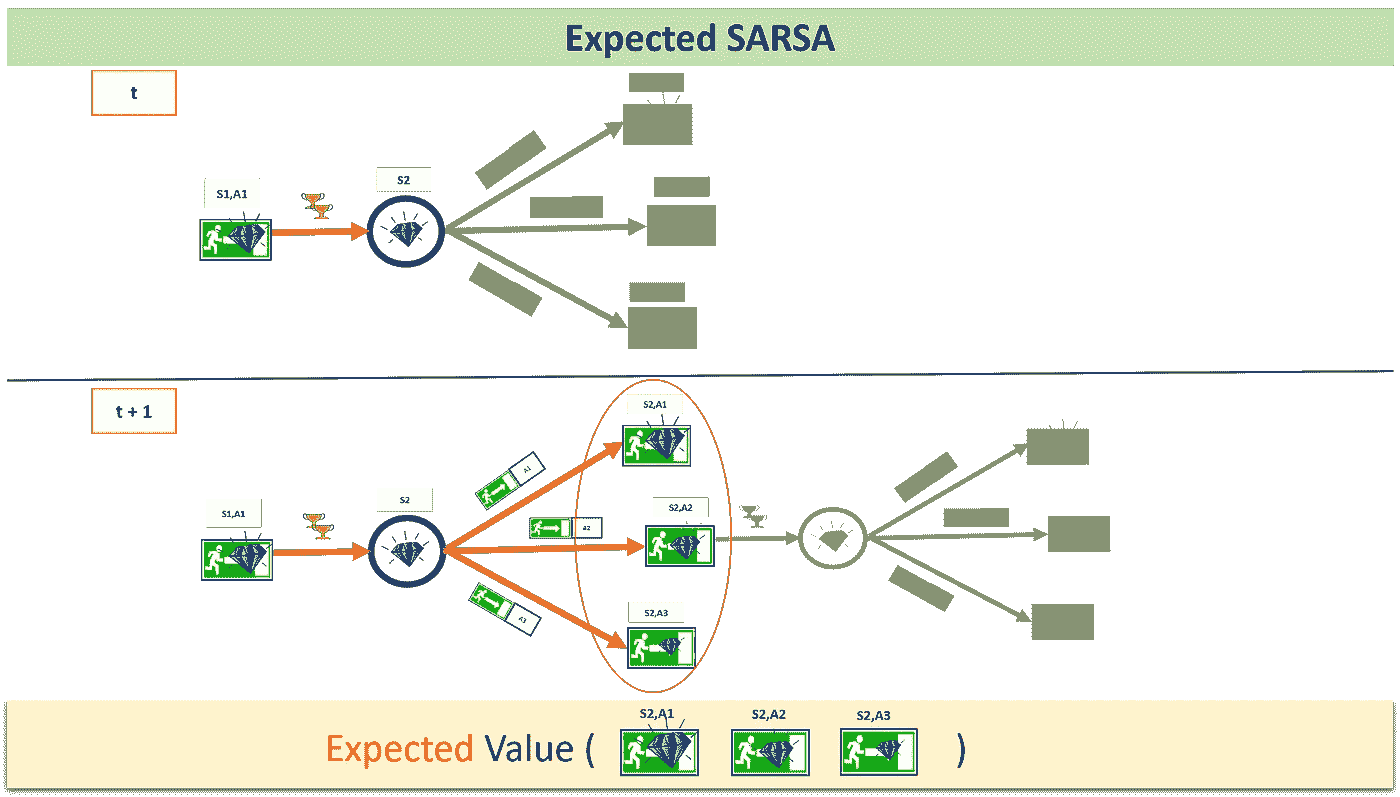 Expected SARSA
t
S1,A1
S2
t + 1
S1,A1
S2
A1
A2
A3
S2,A1
S2,A2
S2,A3
Expected Value ( S2,A1 S2,A2 S2,A3 )